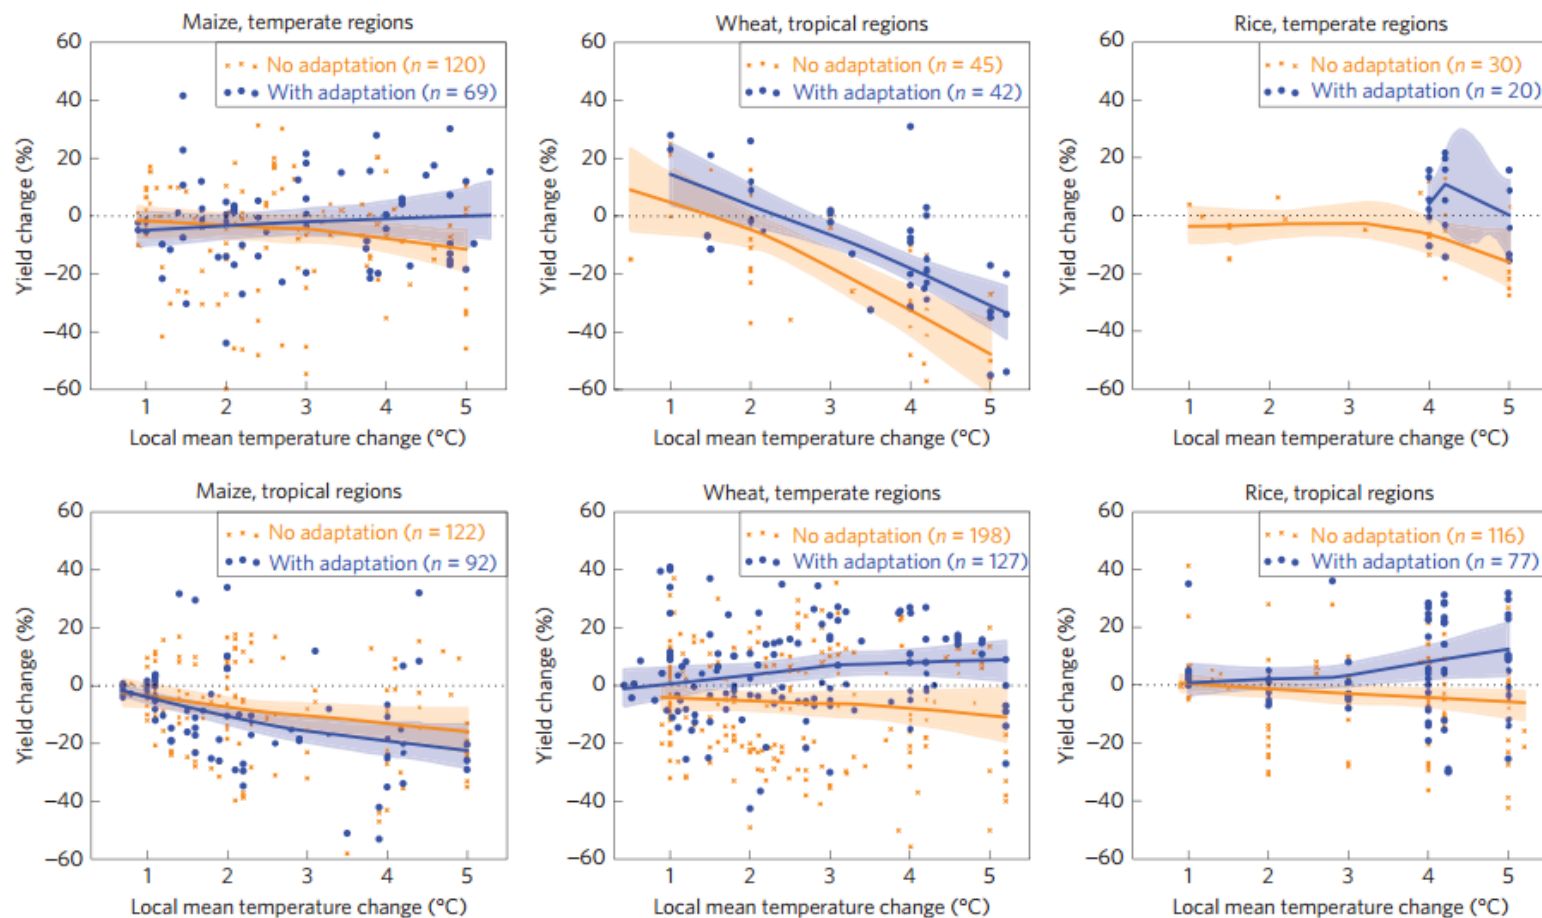 Maize, temperate regions
No adaptation (n = 120)
With adaptation (n = 69)
Yield change (%)
60
40
20
0
−20
−40
−60
1 2 3 4 5
Local mean temperature change (°C)
Wheat, tropical regions
No adaptation (n = 45)
With adaptation (n = 42)
Yield change (%)
60
40
20
0
−20
−40
−60
1 2 3 4 5
Local mean temperature change (°C)
Rice, temperate regions
No adaptation (n = 30)
With adaptation (n = 20)
Yield change (%)
60
40
20
0
−20
−40
−60
1 2 3 4 5
Local mean temperature change (°C)
Maize, tropical regions
No adaptation (n = 122)
With adaptation (n = 92)
Yield change (%)
60
40
20
0
−20
−40
−60
1 2 3 4 5
Local mean temperature change (°C)
Wheat, temperate regions
No adaptation (n = 198)
With adaptation (n = 127)
Yield change (%)
60
40
20
0
−20
−40
−60
1 2 3 4 5
Local mean temperature change (°C)
Rice, tropical regions
No adaptation (n = 116)
With adaptation (n = 77)
Yield change (%)
60
40
20
0
−20
−40
−60
1 2 3 4 5
Local mean temperature change (°C)